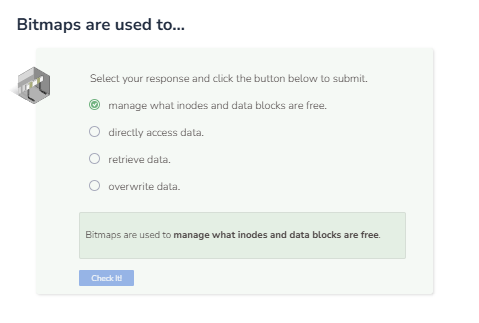 Bitmaps are used to...
Select your response and click the button below to submit.
manage what inodes and data blocks are free.
directly access data.
retrieve data.
overwrite data.
Bitmaps are used to manage what inodes and data blocks are free.
Check It!